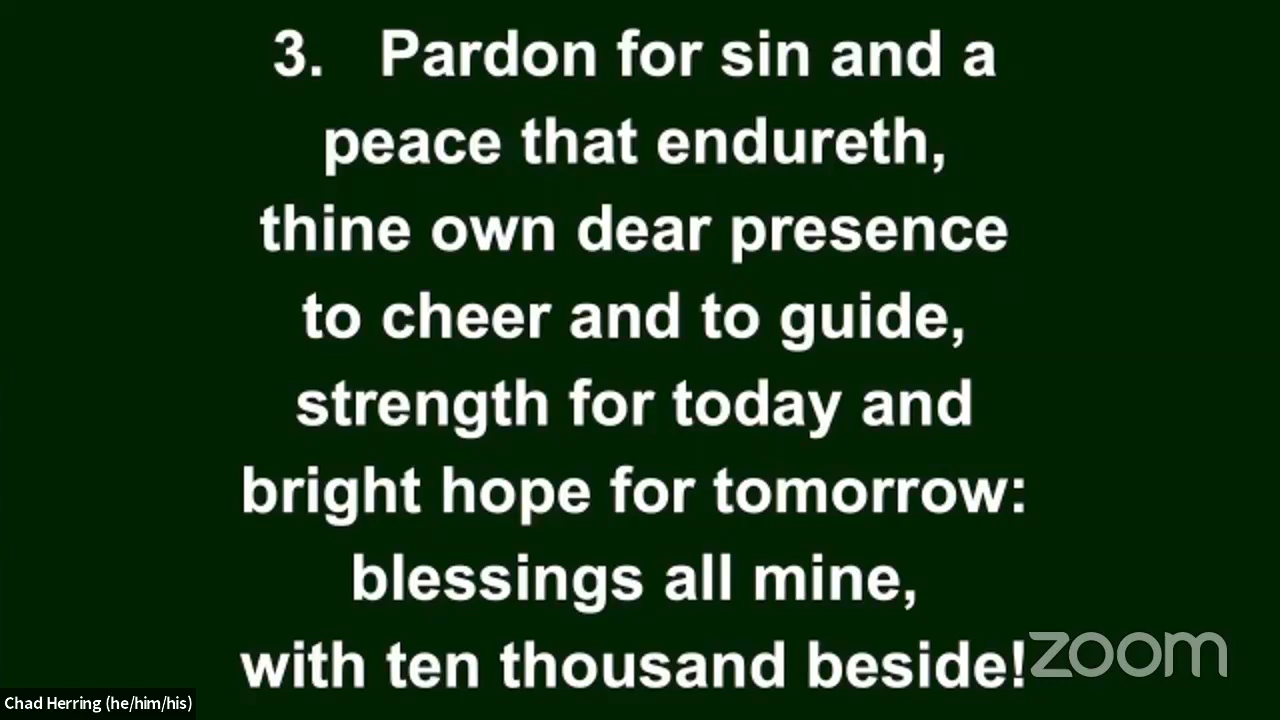 3. Pardon for sin and a
peace that endureth,
thine own dear presence
to cheer and to guide,
strength for today and
bright hope for tomorrow:
blessings all mine,
with ten thousand beside!
zoom
Chad Herring (he/him/his)